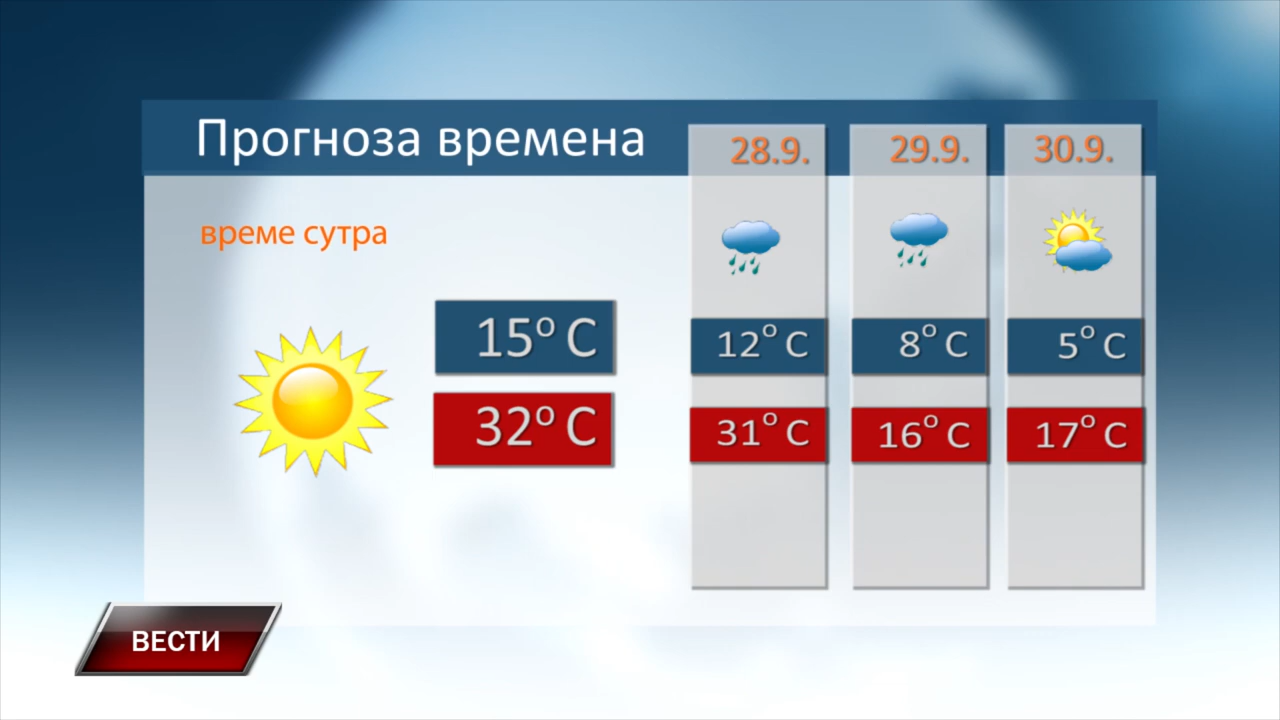 Прогноза времена
време сутра
15° C
32° C
28.9.
12° C
31° C
29.9.
8° C
16° C
30.9.
5° C
17° C
ВЕСТИ